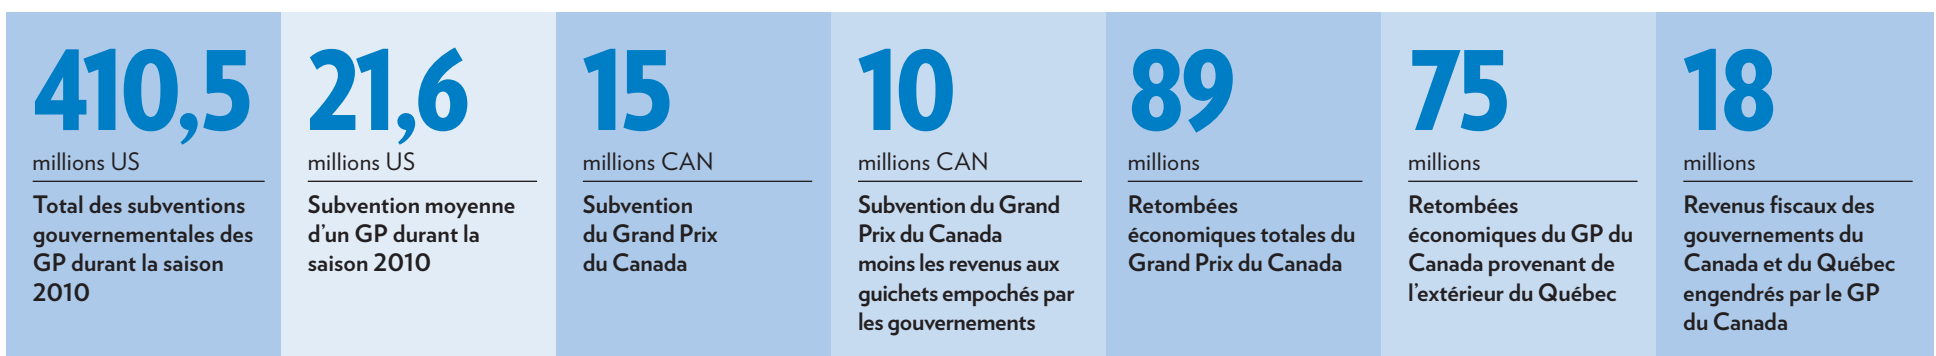 410,5
millions US
Total des subventions
gouvernementales des
GP durant la saison
2010
21,6
millions US
Subvention moyenne
d’un GP durant la
saison 2010
15
millions CAN
Subvention
du Grand Prix
du Canada
10
millions CAN
Subvention du Grand
Prix du Canada
moins les revenus aux
guichets empochés par
les gouvernements
89
millions
Retombées
économiques totales du
Grand Prix du Canada
75
millions
Retombées
économiques du GP du
Canada provenant de
l’extérieur du Québec
18
millions
Revenus fiscaux des
gouvernements du
Canada et du Québec
engendrés par le GP
du Canada